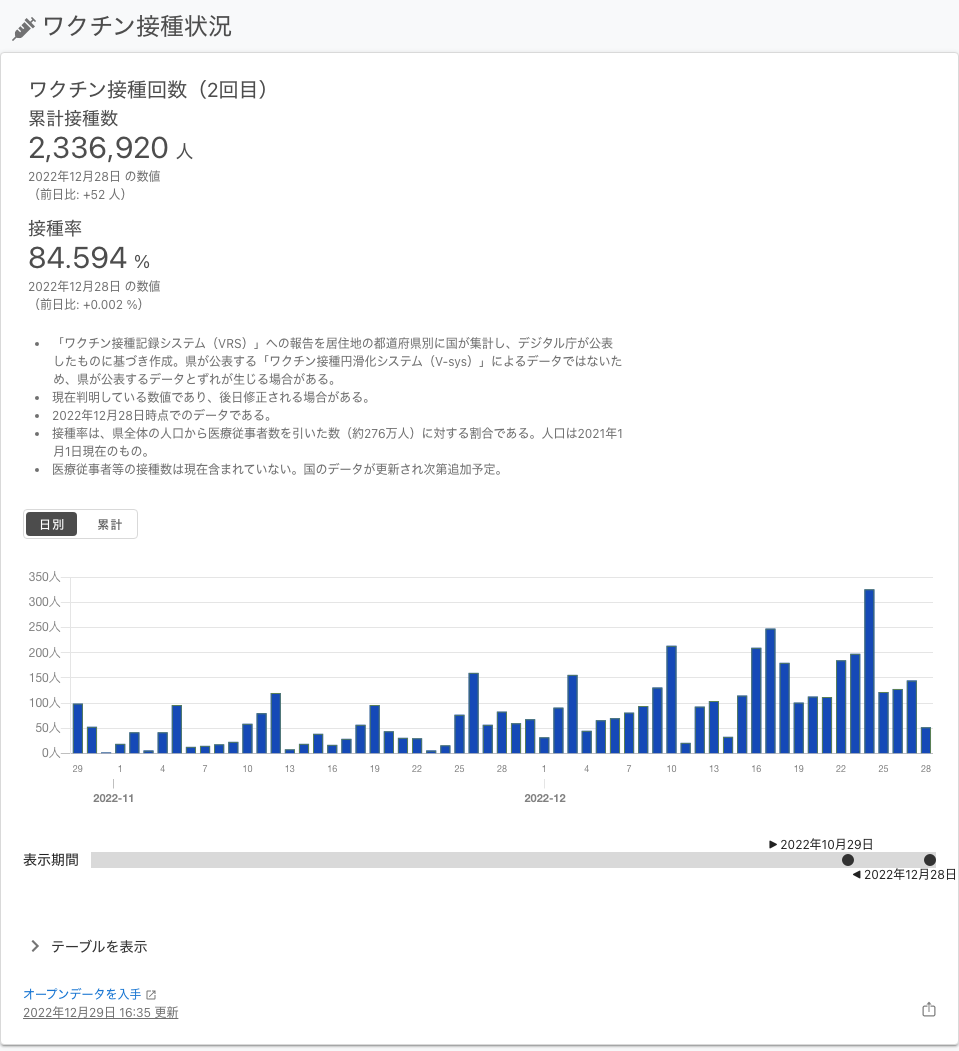 ワクチン接種状況
ワクチン接種回数（2回目）
累計接種数
2,336,920 人
2022年12月28日 の数値
（前日比: +52 人）
接種率
84.594 %
2022年12月28日 の数値
（前日比: +0.002 %）
• 「ワクチン接種記録システム（VRS）」への報告を居住地の都道府県別に国が集計し、デジタル庁が公表
したものに基づき作成。県が公表する「ワクチン接種円滑化システム（V-sys）」によるデータではないた
め、県が公表するデータとずれが生じる場合がある。
• 現在判明している数値であり、後日修正される場合がある。
• 2022年12月28日時点でのデータである。
• 接種率は、県全体の人口から医療従事者数を引いた数（約276万人）に対する割合である。人口は2021年1
月1日現在のもの。
• 医療従事者等の接種数は現在含まれていない。国のデータが更新され次第追加予定。
日別 累計
350人
300人
250人
200人
150人
100人
50人
0人
29 1 4 7 10 13 16 19 22 25 28 1 4 7 10 13 16 19 22 25 28
2022-11 2022-12
2022年10月29日
表示期間
2022年12月28日
テーブルを表示
オープンデータを入手
2022年12月29日 16:35 更新